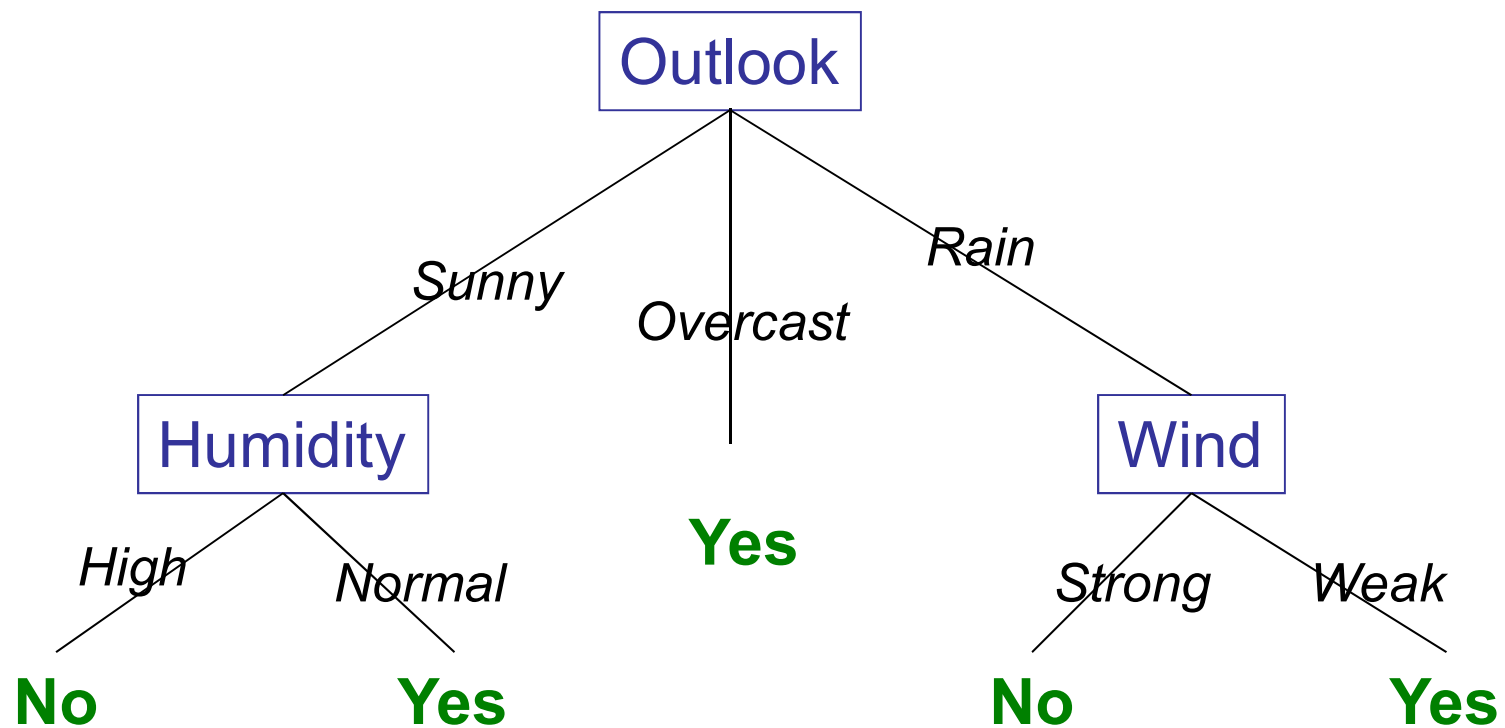 Outlook
Sunny
Overcast
Rain
Humidity
Wind
High
Normal
Yes
Strong
Weak
No
Yes
No
Yes